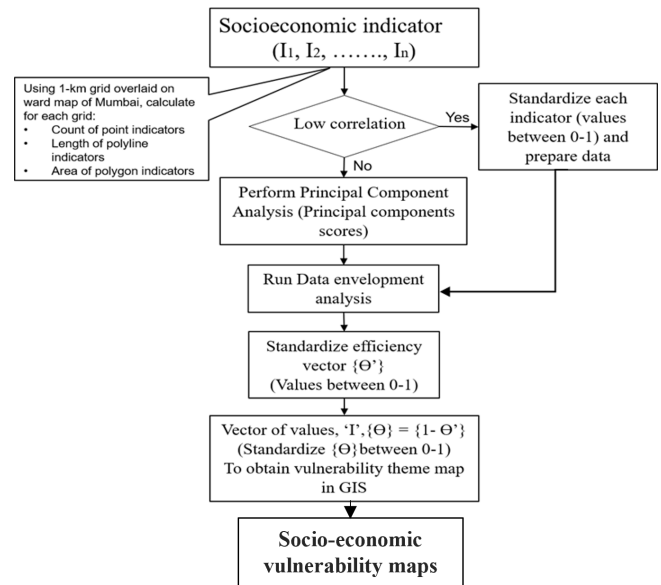 Socioeconomic indicator
(I1, I2, ……., In)
Using 1-km grid overlaid on
ward map of Mumbai, calculate
for each grid:
• Count of point indicators
• Length of polyline
indicators
• Area of polygon indicators
Low correlation
Yes
Standardize each
indicator (values
between 0-1) and
prepare data
No
Perform Principal Component
Analysis (Principal components
scores)
Run Data envelopment
analysis
Standardize efficiency
vector {Ɵ’}
(Values between 0-1)
Vector of values, ‘I’,{Ɵ} = {1- Ɵ’}
(Standardize {Ɵ}between 0-1)
To obtain vulnerability theme map
in GIS
Socio-economic
vulnerability maps